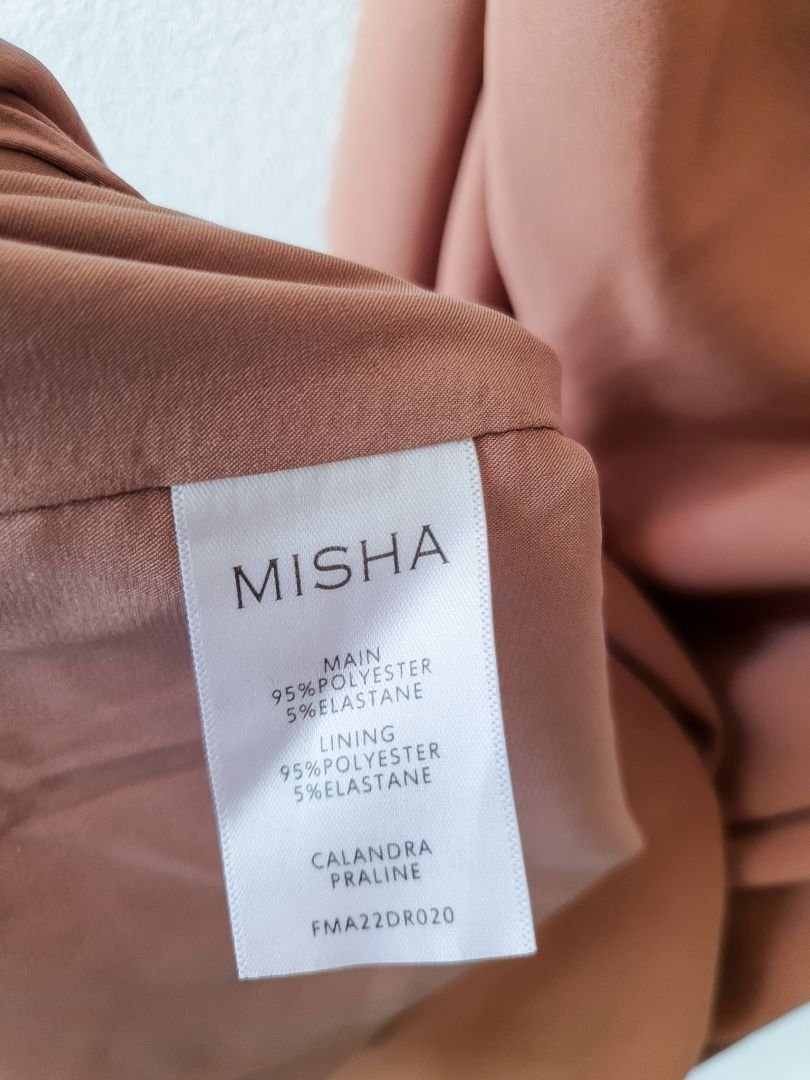 MISHA
MAIN
95%POLYESTER
5%ELASTANE
LINING
95%POLYESTER
5%ELASTANE
CALANDRA
PRALINE
FMA22DR020